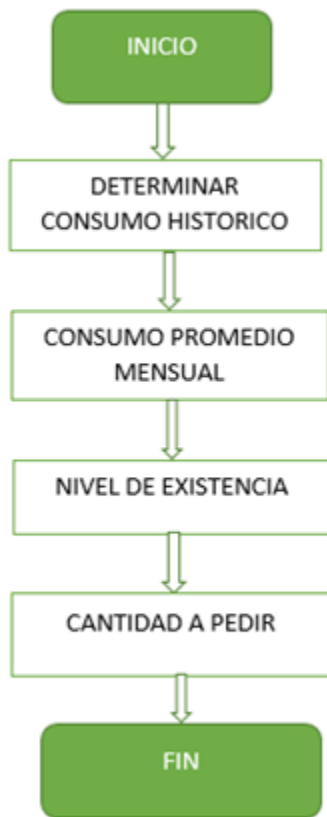 INICIO
DETERMINAR
CONSUMO HISTORICO
CONSUMO PROMEDIO
MENSUAL
NIVEL DE EXISTENCIA
CANTIDAD A PEDIR
FIN